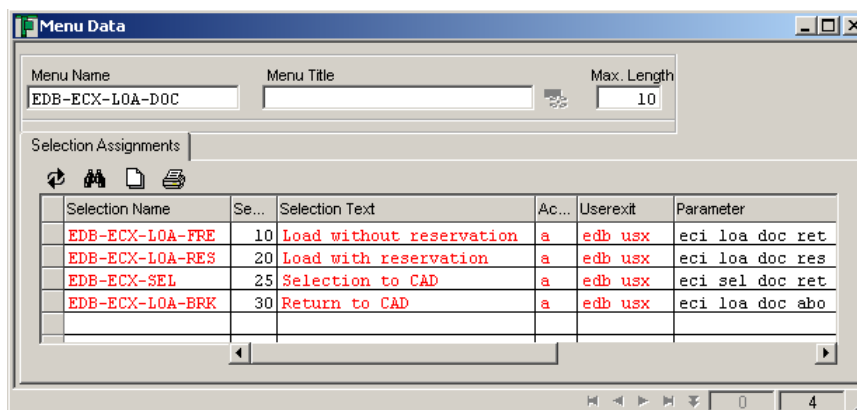 Menu Data
Menu Name Menu Title Max. Length
EDB-ECX-LOA-DOC 10
Selection Assignments
Selection Name Se... Selection Text Ac... Userexit Parameter
EDB-ECX-LOA-FRE 10 Load without reservation a edb usx eci loa doc ret
EDB-ECX-LOA-RES 20 Load with reservation a edb usx eci loa doc res
EDB-ECX-SEL 25 Selection to CAD a edb usx eci sel doc ret
EDB-ECX-LOA-BRK 30 Return to CAD a edb usx eci loa doc abo
0 4